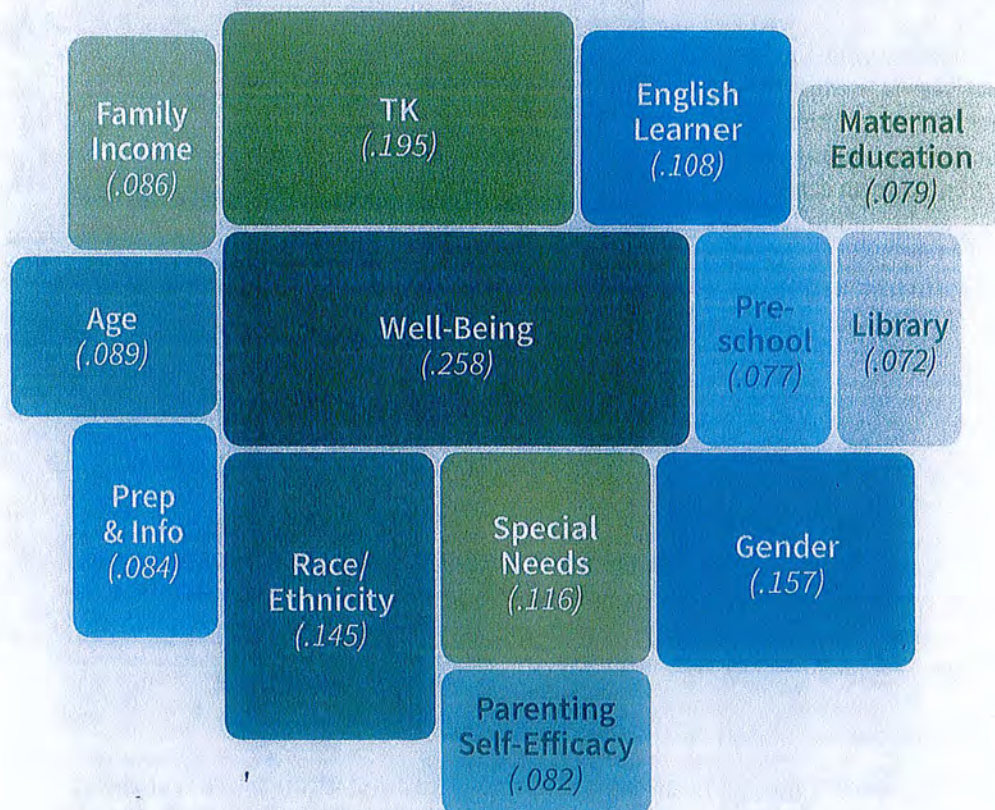 Family
Income
(.086)
TK
(.195)
English
Learner
(.108)
Maternal
Education
(.079)
Age
(.089)
Well-Being
(.258)
Pre-
school
(.077)
Library
(.072)
Prep
& Info
(.084)
Race/
Ethnicity
(.145)
Special
Needs
(.116)
Gender
(.157)
Parenting
Self-Efficacy
(.082)